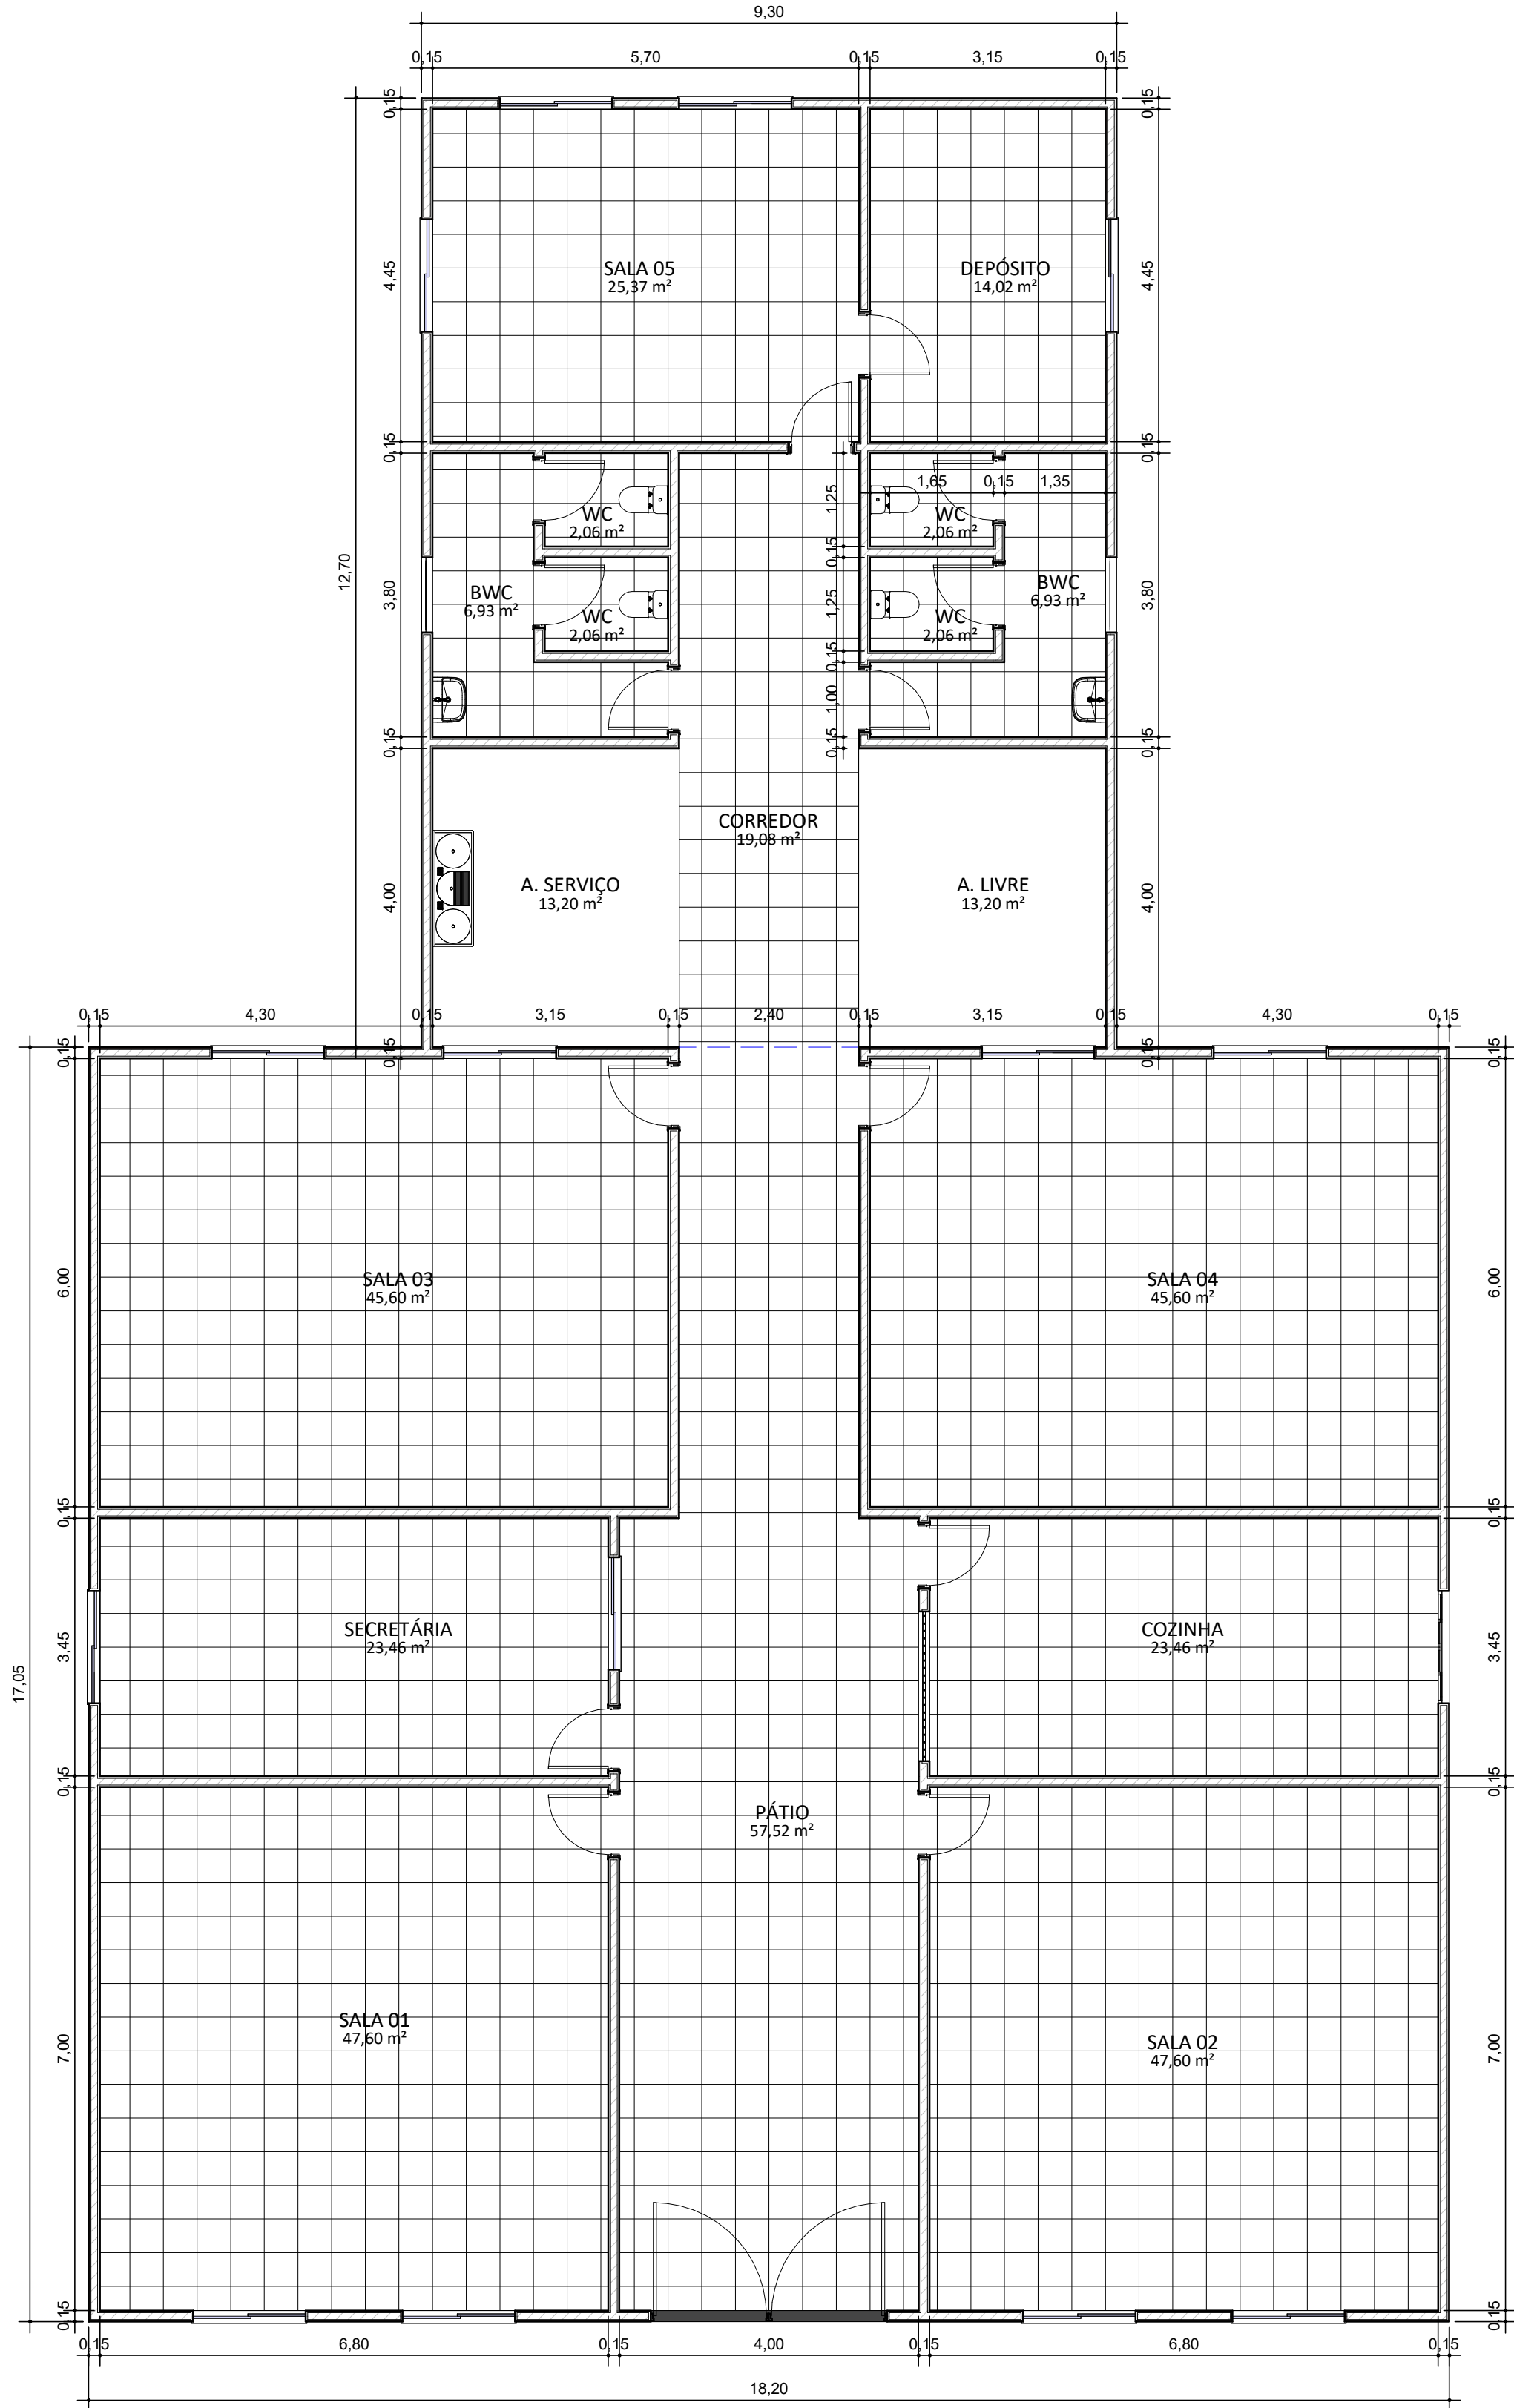 9,30
0,15 5,70 0,15 3,15 0,15
0,15
0,15
SALA 05
25,37 m²
DEPÓSITO
14,02 m²
4,45
4,45
0,15
0,15
1,65 0,15 1,35
1,25
WC
2,06 m²
WC
2,06 m²
0,15
12,70
3,80
BWC
6,93 m²
WC
2,06 m²
1,25
WC
2,06 m²
BWC
6,93 m²
3,80
0,15
1,00
0,15
0,15
0,15
CORREDOR
19,08 m²
4,00
A. SERVIÇO
13,20 m²
A. LIVRE
13,20 m²
4,00
0,15 4,30 0,15 3,15 0,15 2,40 0,15 3,15 0,15 4,30 0,15
0,15
0,15
0,15
0,15
6,00
SALA 03
45,60 m²
SALA 04
45,60 m²
6,00
0,15
0,15
17,05
3,45
SECRETÁRIA
23,46 m²
COZINHA
23,46 m²
3,45
0,15
0,15
PÁTIO
57,52 m²
7,00
SALA 01
47,60 m²
SALA 02
47,60 m²
7,00
0,15
0,15
0,15 6,80 0,15 4,00 0,15 6,80 0,15
18,20